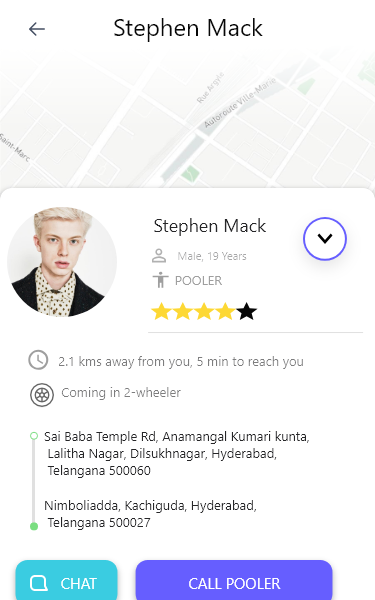 Stephen Mack
Rue Argyle
Autoroute Ville-Marie
Saint-Marc
Stephen Mack
Male, 19 Years
POOLER
2.1 kms away from you, 5 min to reach you
Coming in 2-wheeler
Sai Baba Temple Rd, Anamangal Kumari kunta,
Lalitha Nagar, Dilsukhnagar, Hyderabad,
Telangana 500060
Nimboliadda, Kachiguda, Hyderabad,
Telangana 500027
CHAT
CALL POOLER